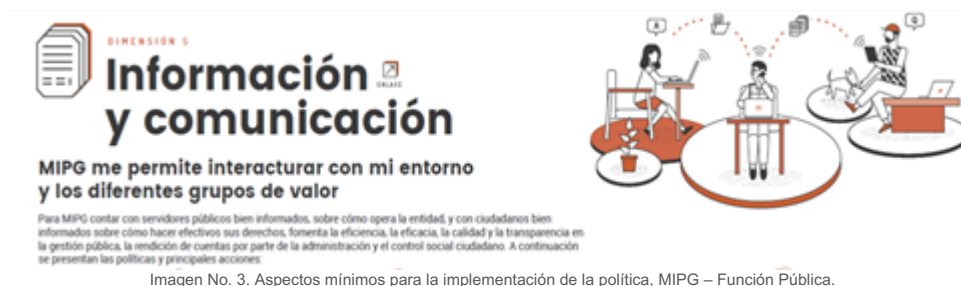 DIMENSIÓN 5
Información
ENLACE
y comunicación
MIPG me permite interacturar con mi entorno
y los diferentes grupos de valor
Para MIPG contar con servidores públicos bien informados, sobre cómo opera la entidad, y con ciudadanos bien
informados sobre cómo hacer efectivos sus derechos, fomenta la eficiencia, la eficacia, la calidad y la transparencia en
la gestión pública, la rendición de cuentas por parte de la administración y el control social ciudadano. A continuación
se presentan las políticas y principales acciones:
A
Q
Imagen No. 3. Aspectos mínimos para la implementación de la política, MIPG – Función Pública.